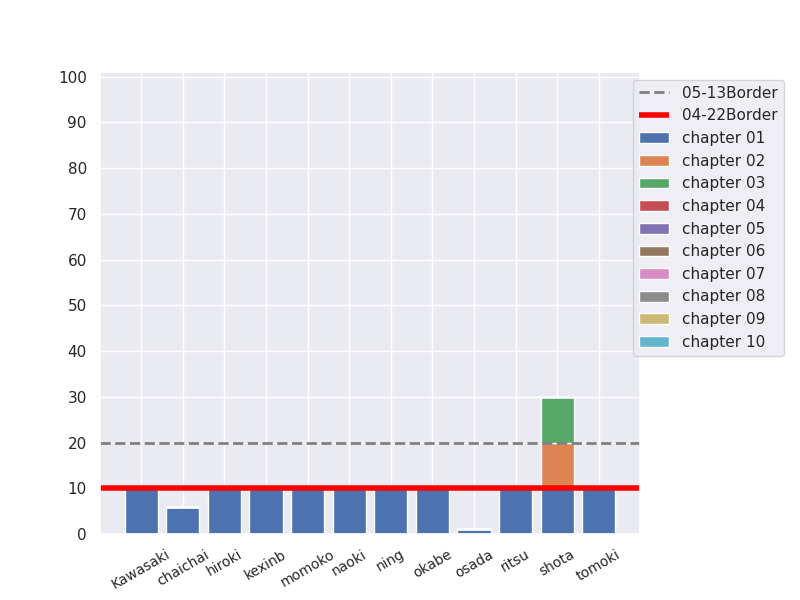 100
90
80
70
60
50
40
30
20
10
0
Kawasaki
chaichai
hiroki
kexinb
momoko
naoki
ning
okabe
osada
ritsu
shota
tomoki
05-13Border
04-22Border
chapter 01
chapter 02
chapter 03
chapter 04
chapter 05
chapter 06
chapter 07
chapter 08
chapter 09
chapter 10